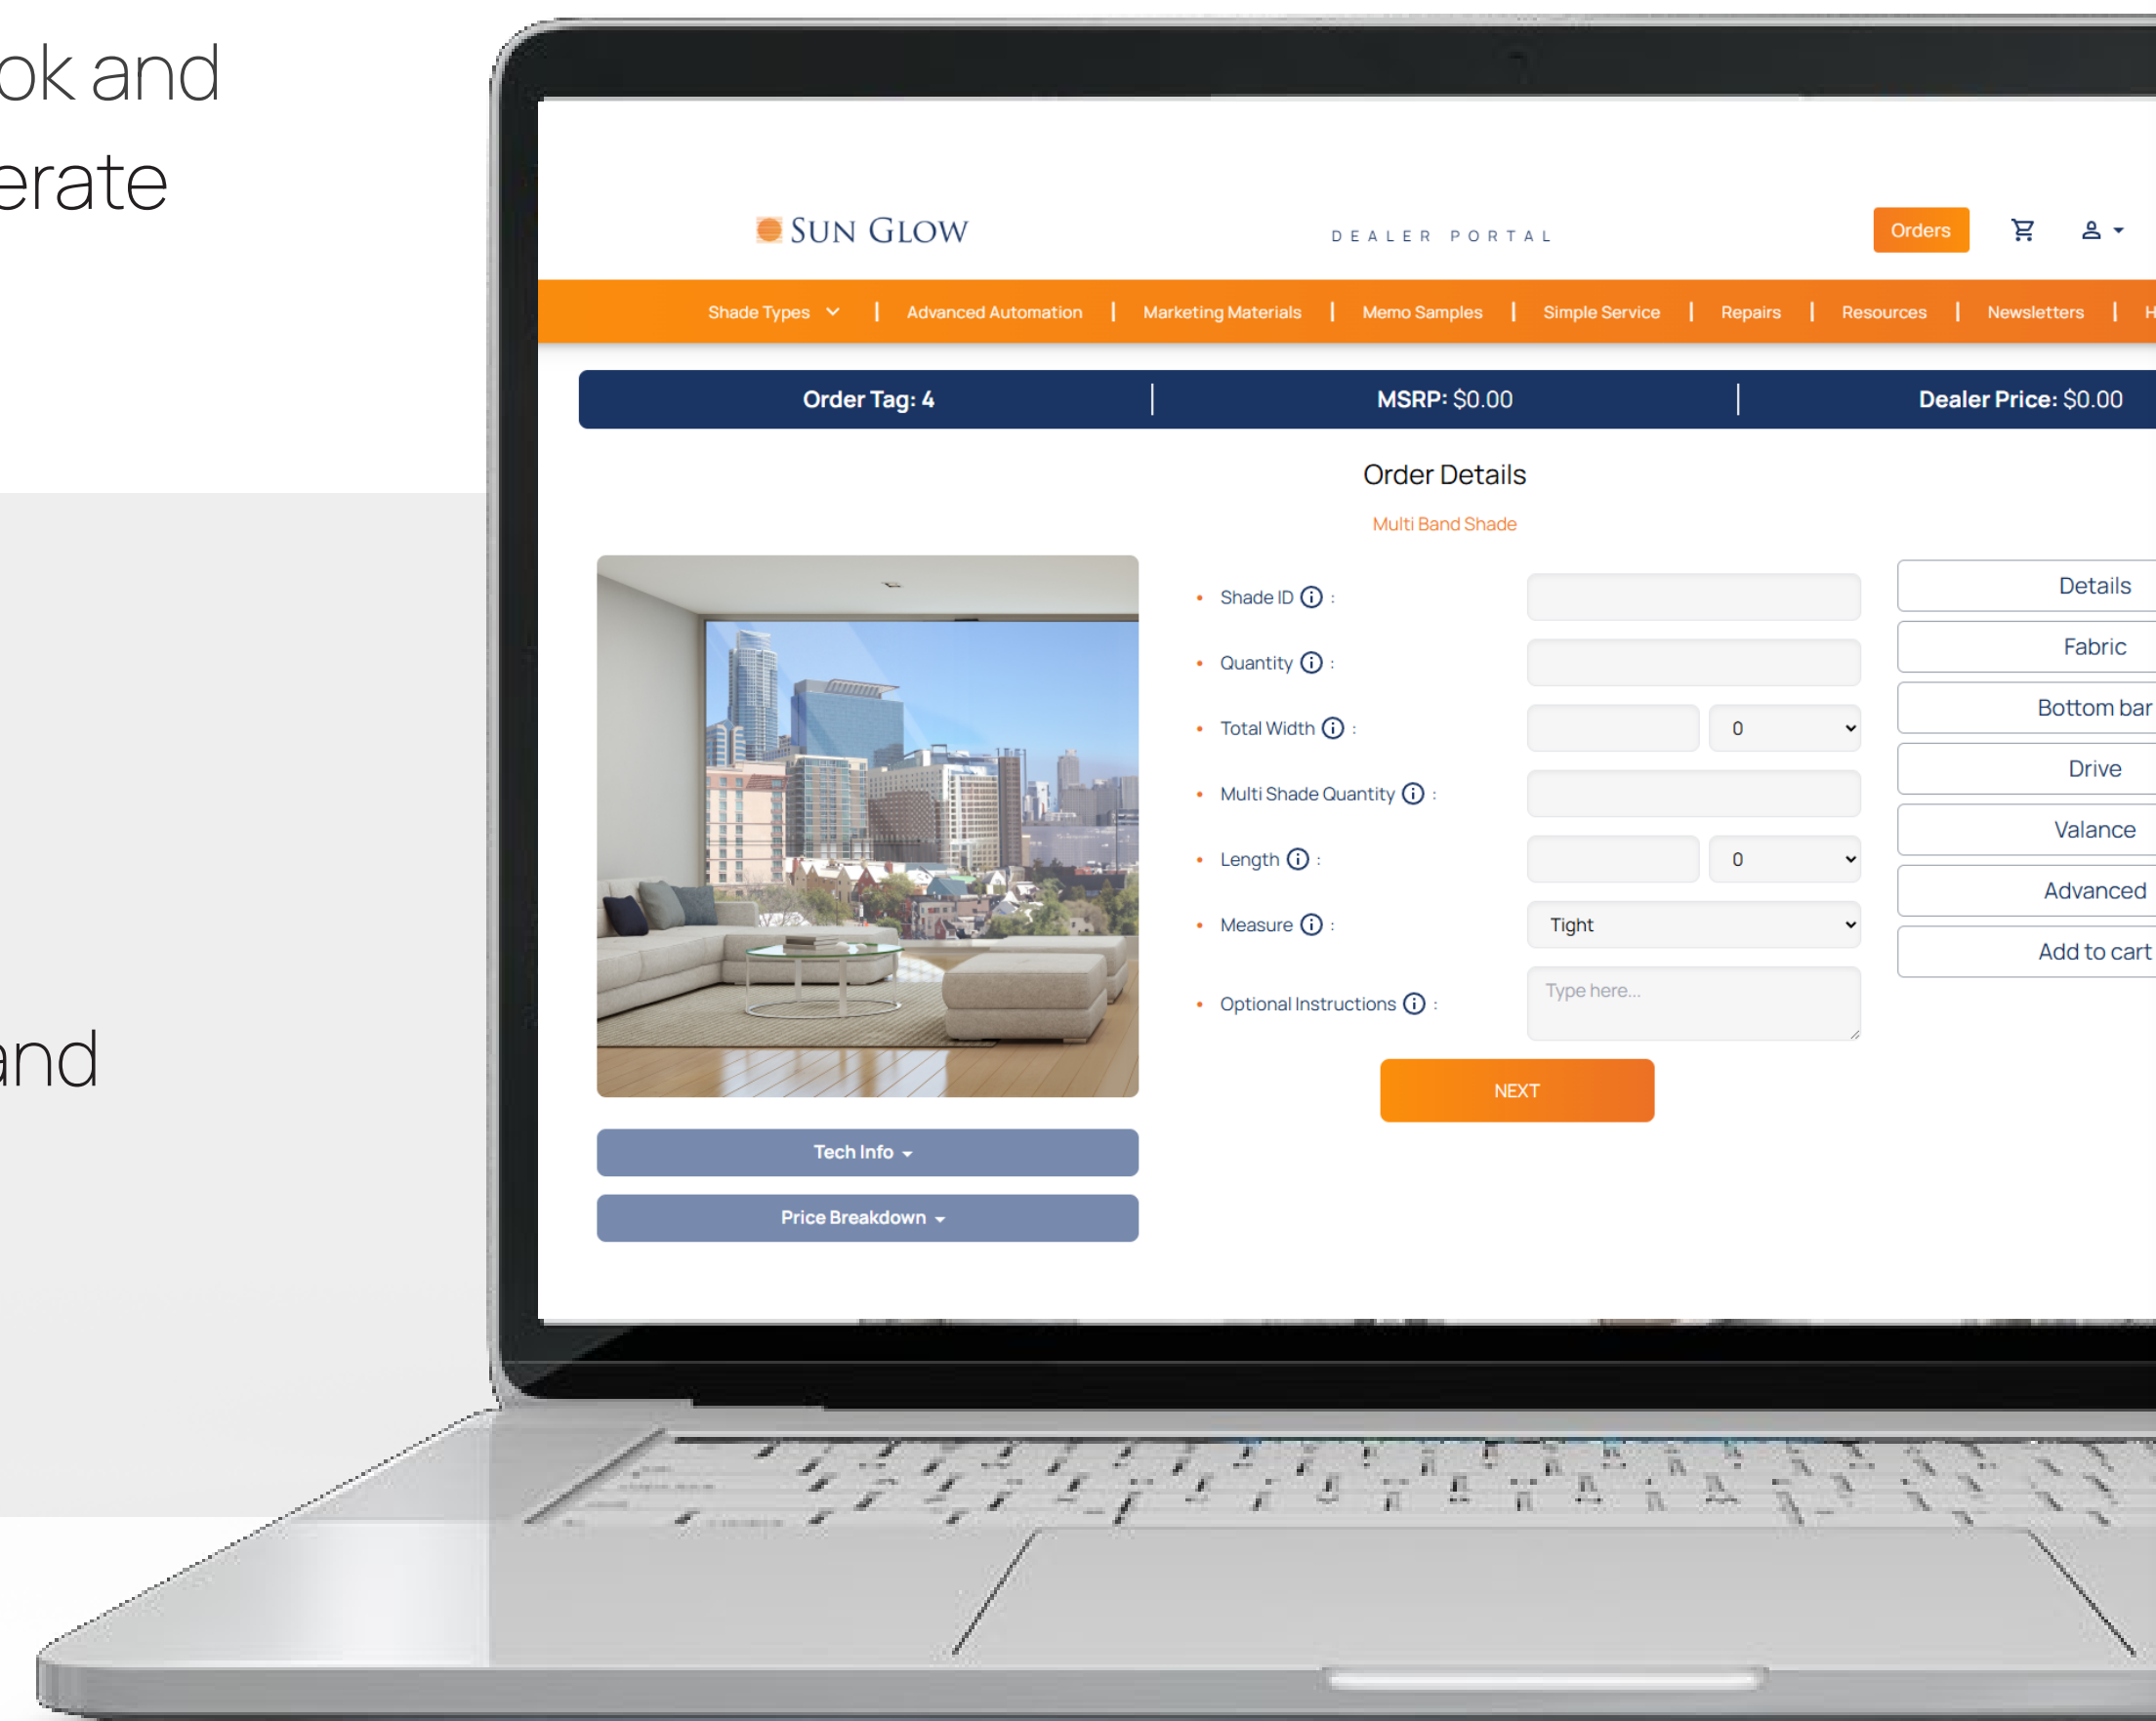 ok and
erate
and
SUN GLOW
DEALER PORTAL
Orders
Shade Types | Advanced Automation | Marketing Materials | Memo Samples | Simple Service | Repairs | Resources | Newsletters | H
Order Tag: 4 | MSRP: $0.00 | Dealer Price: $0.00
Order Details
Multi Band Shade
• Shade ID :
• Quantity :
• Total Width : 0
• Multi Shade Quantity :
• Length : 0
• Measure : Tight
• Optional Instructions : Type here...
NEXT
Details
Fabric
Bottom bar
Drive
Valance
Advanced
Add to cart
Tech Info
Price Breakdown